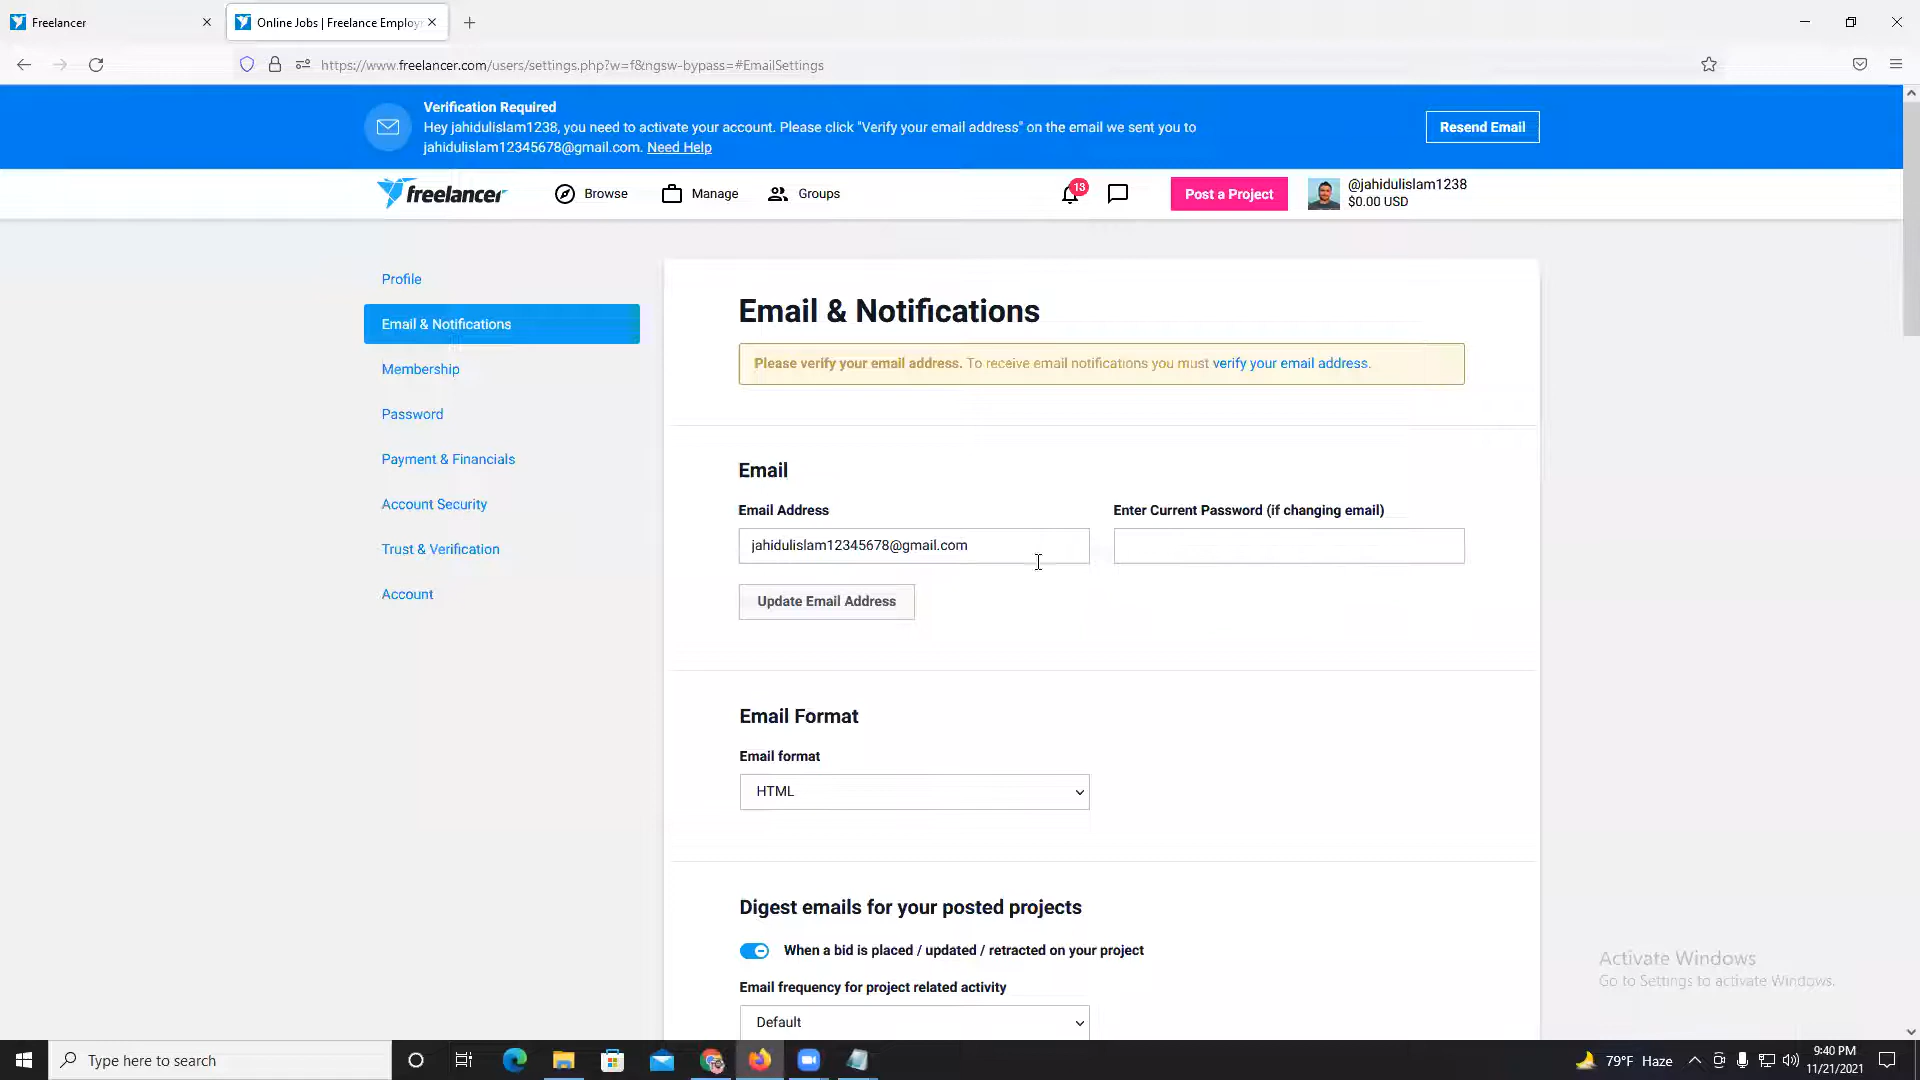 Freelancer
Online Jobs | Freelance Employ
https://www.freelancer.com/users/settings.php?w=f&ngsw-bypass=#EmailSettings
Verification Required
Hey jahidulislam1238, you need to activate your account. Please click "Verify your email address" on the email we sent you to
jahidulislam12345678@gmail.com. Need Help
Resend Email
freelancer
Browse
Manage
Groups
13
Post a Project
@jahidulislam1238
$0.00 USD
Profile
Email & Notifications
Membership
Password
Payment & Financials
Account Security
Trust & Verification
Account
Email & Notifications
Please verify your email address. To receive email notifications you must verify your email address.
Email
Email Address
Enter Current Password (if changing email)
jahidulislam12345678@gmail.com
Update Email Address
Email Format
Email format
HTML
Digest emails for your posted projects
When a bid is placed / updated / retracted on your project
Email frequency for project related activity
Default
Activate Windows
Go to Settings to activate Windows.
Type here to search
79°F Haze
9:40 PM
11/21/2021